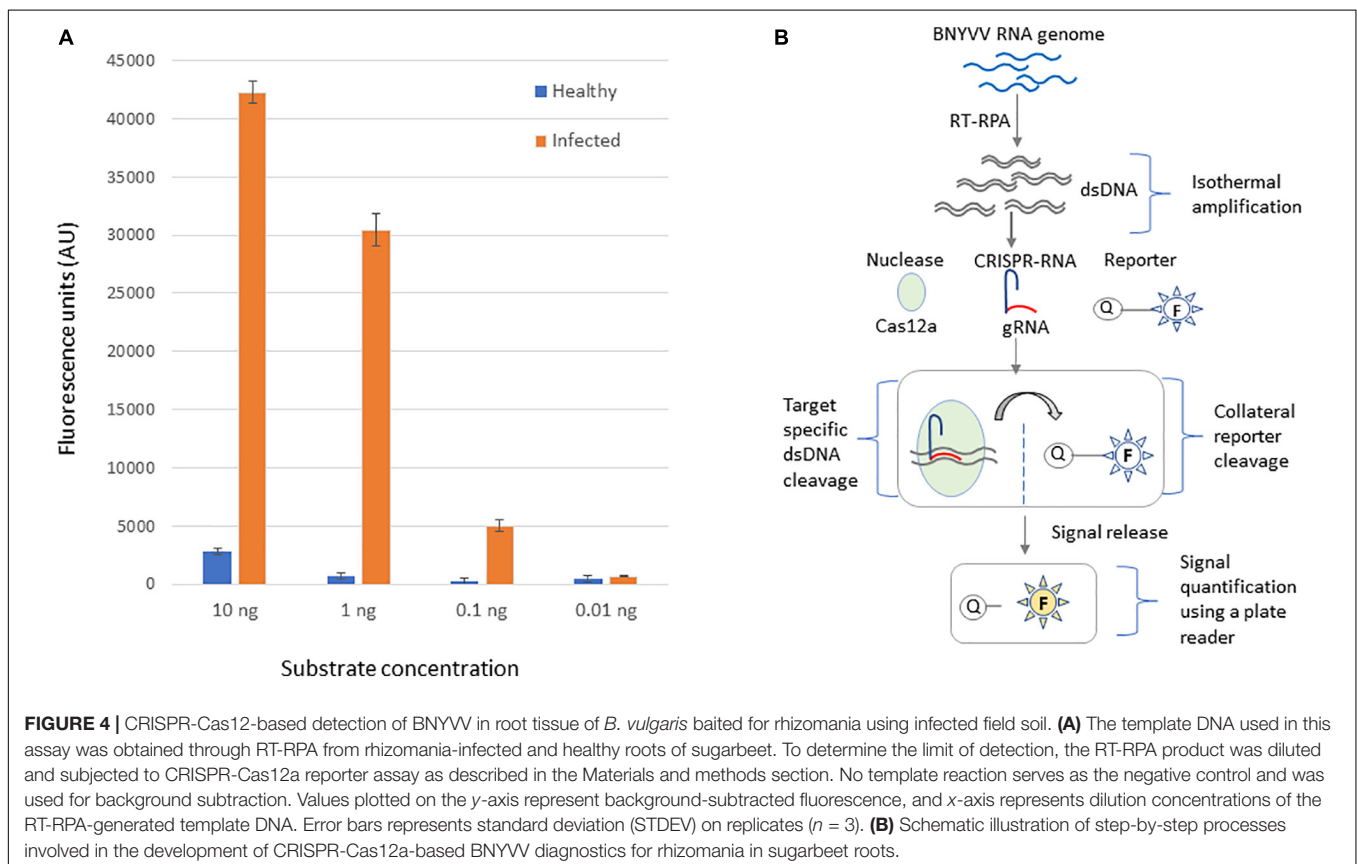 A
45000
40000
35000
30000
25000
20000
15000
10000
5000
0
Fluorescence units (AU)
Healthy
Infected
10 ng
1 ng
0.1 ng
0.01 ng
Substrate concentration
B
BNYVV RNA genome
RT-RPA
dsDNA
Isothermal
amplification
Nuclease
CRISPR-RNA
Reporter
Cas12a
gRNA
Q
F
Target
specific
dsDNA
cleavage
Q
F
Collateral
reporter
cleavage
Signal release
Q
F
Signal
quantification
using a plate
reader
FIGURE 4 | CRISPR-Cas12-based detection of BNYVV in root tissue of B. vulgaris baited for rhizomania using infected field soil. (A) The template DNA used in this
assay was obtained through RT-RPA from rhizomania-infected and healthy roots of sugarbeet. To determine the limit of detection, the RT-RPA product was diluted
and subjected to CRISPR-Cas12a reporter assay as described in the Materials and methods section. No template reaction serves as the negative control and was
used for background subtraction. Values plotted on the y-axis represent background-subtracted fluorescence, and x-axis represents dilution concentrations of the
RT-RPA-generated template DNA. Error bars represents standard deviation (STDEV) on replicates (n = 3). (B) Schematic illustration of step-by-step processes
involved in the development of CRISPR-Cas12a-based BNYVV diagnostics for rhizomania in sugarbeet roots.